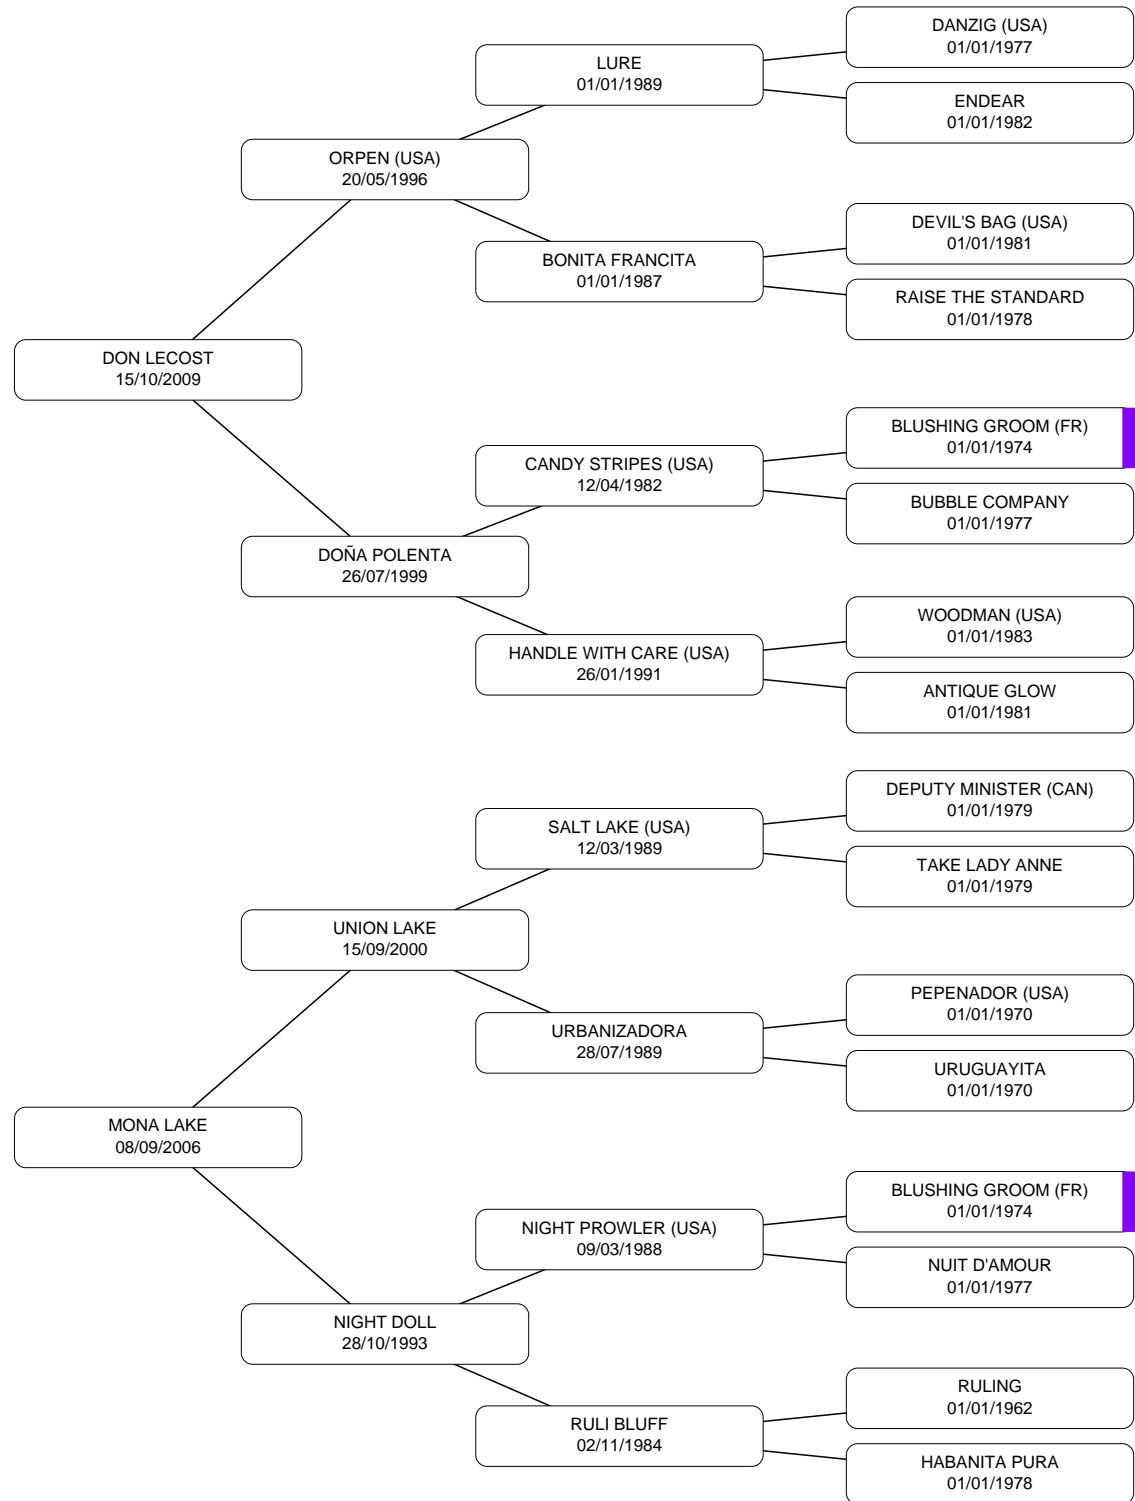 DANZIG (USA)
01/01/1977
LURE
01/01/1989
ENDEAR
01/01/1982
ORPEN (USA)
20/05/1996
DEVIL'S BAG (USA)
01/01/1981
BONITA FRANCITA
01/01/1987
RAISE THE STANDARD
01/01/1978
DON LECOST
15/10/2009
BLUSHING GROOM (FR)
01/01/1974
CANDY STRIPES (USA)
12/04/1982
BUBBLE COMPANY
01/01/1977
DOÑA POLENTA
26/07/1999
WOODMAN (USA)
01/01/1983
HANDLE WITH CARE (USA)
26/01/1991
ANTIQUE GLOW
01/01/1981
DEPUTY MINISTER (CAN)
01/01/1979
SALT LAKE (USA)
12/03/1989
TAKE LADY ANNE
01/01/1979
UNION LAKE
15/09/2000
PEPENADOR (USA)
01/01/1970
URBANIZADORA
28/07/1989
URUGUAYITA
01/01/1970
MONA LAKE
08/09/2006
BLUSHING GROOM (FR)
01/01/1974
NIGHT PROWLER (USA)
09/03/1988
NUIT D'AMOUR
01/01/1977
NIGHT DOLL
28/10/1993
RULING
01/01/1962
RULI BLUFF
02/11/1984
HABANITA PURA
01/01/1978